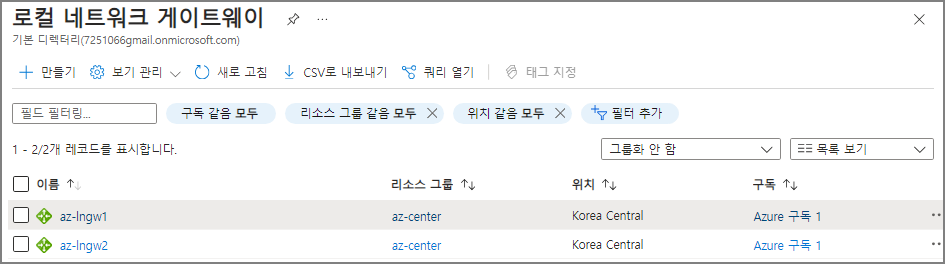 로컬 네트워크 게이트웨이
기본 디렉터리(7251066gmail.onmicrosoft.com)
만들기 보기 관리 새로 고침 CSV로 내보내기 쿼리 열기 태그 지정
필드 필터링... 구독 같음 모두 리소스 그룹 같음 모두 위치 같음 모두 필터 추가
1 - 2/2개 레코드를 표시합니다. 그룹화 안 함 목록 보기
이름 리소스 그룹 위치 구독
az-lngw1 az-center Korea Central Azure 구독 1
az-lngw2 az-center Korea Central Azure 구독 1